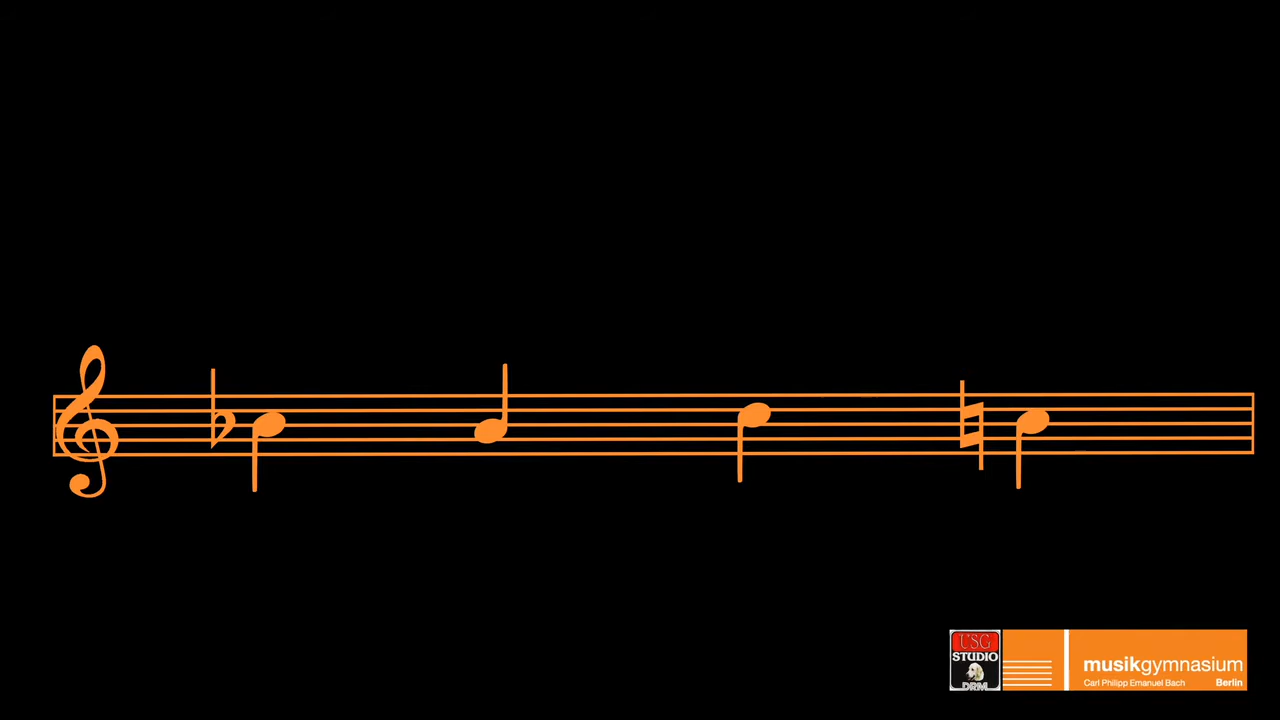 USG
STUDIO
DRM
musikgymnasium
Carl Philipp Emanuel Bach Berlin